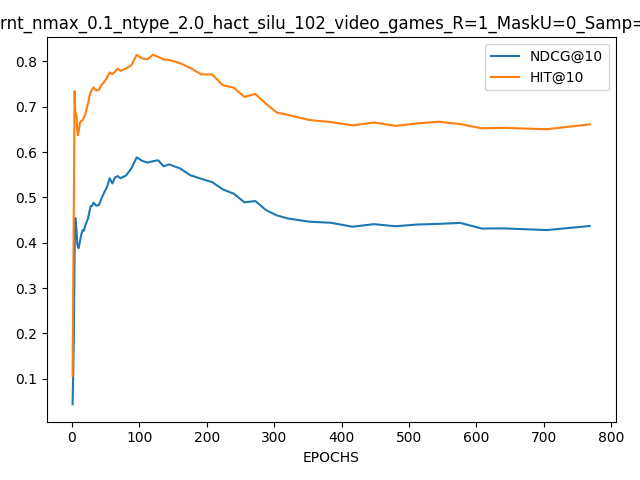 rnt_nmax_0.1_ntype_2.0_hact_silu_102_video_games_R=1_MaskU=0_Samp=
NDCG@10
HIT@10
0.8
0.7
0.6
0.5
0.4
0.3
0.2
0.1
0 100 200 300 400 500 600 700 800
EPOCHS